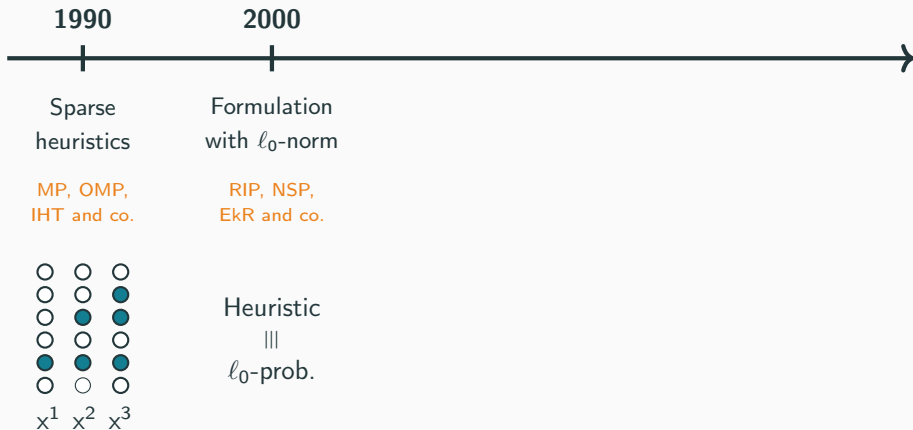 1990 2000
Sparse
heuristics
Formulation
with ℓ₀-norm
MP, OMP,
IHT and co.
RIP, NSP,
EkR and co.
Heuristic
≡
ℓ₀-prob.
x¹ x² x³